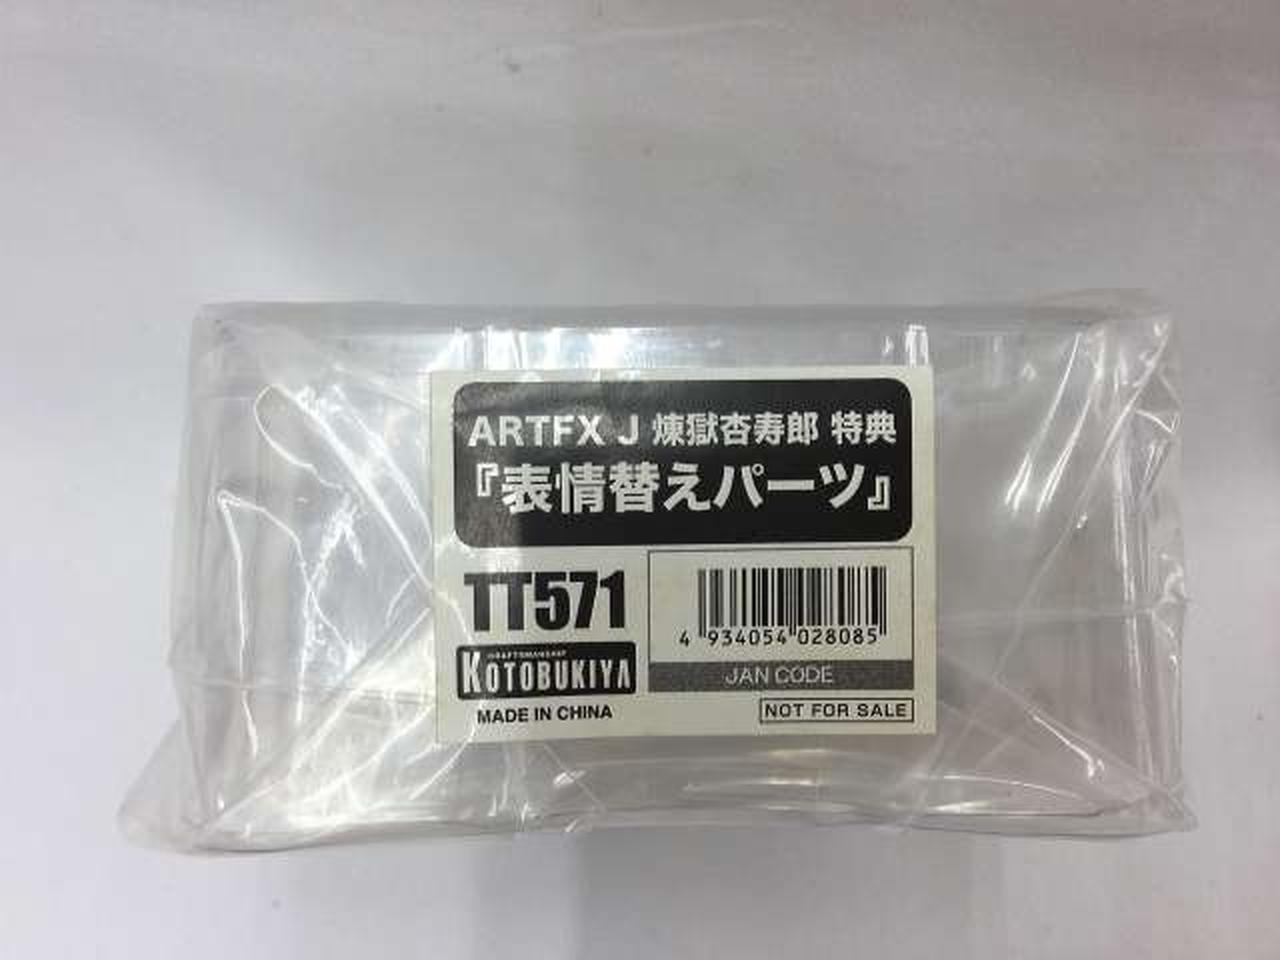 ARTFX J 煉獄杏寿郎 特典
『表情替えパーツ』
TT571
CRAFTSMANSHIP
KOTOBUKIYA
MADE IN CHINA
4 934054 028085
JAN CODE
NOT FOR SALE